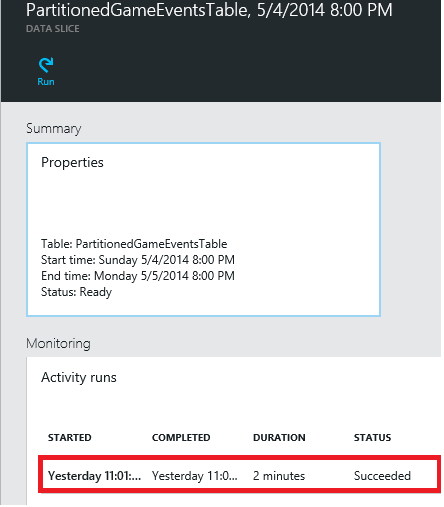 PartitionedGameEventsTable, 5/4/2014 8:00 PM
DATA SLICE
Run
Summary
Properties
Table: PartitionedGameEventsTable
Start time: Sunday 5/4/2014 8:00 PM
End time: Monday 5/5/2014 8:00 PM
Status: Ready
Monitoring
Activity runs
STARTED COMPLETED DURATION STATUS
Yesterday 11:01:... Yesterday 11:0... 2 minutes Succeeded